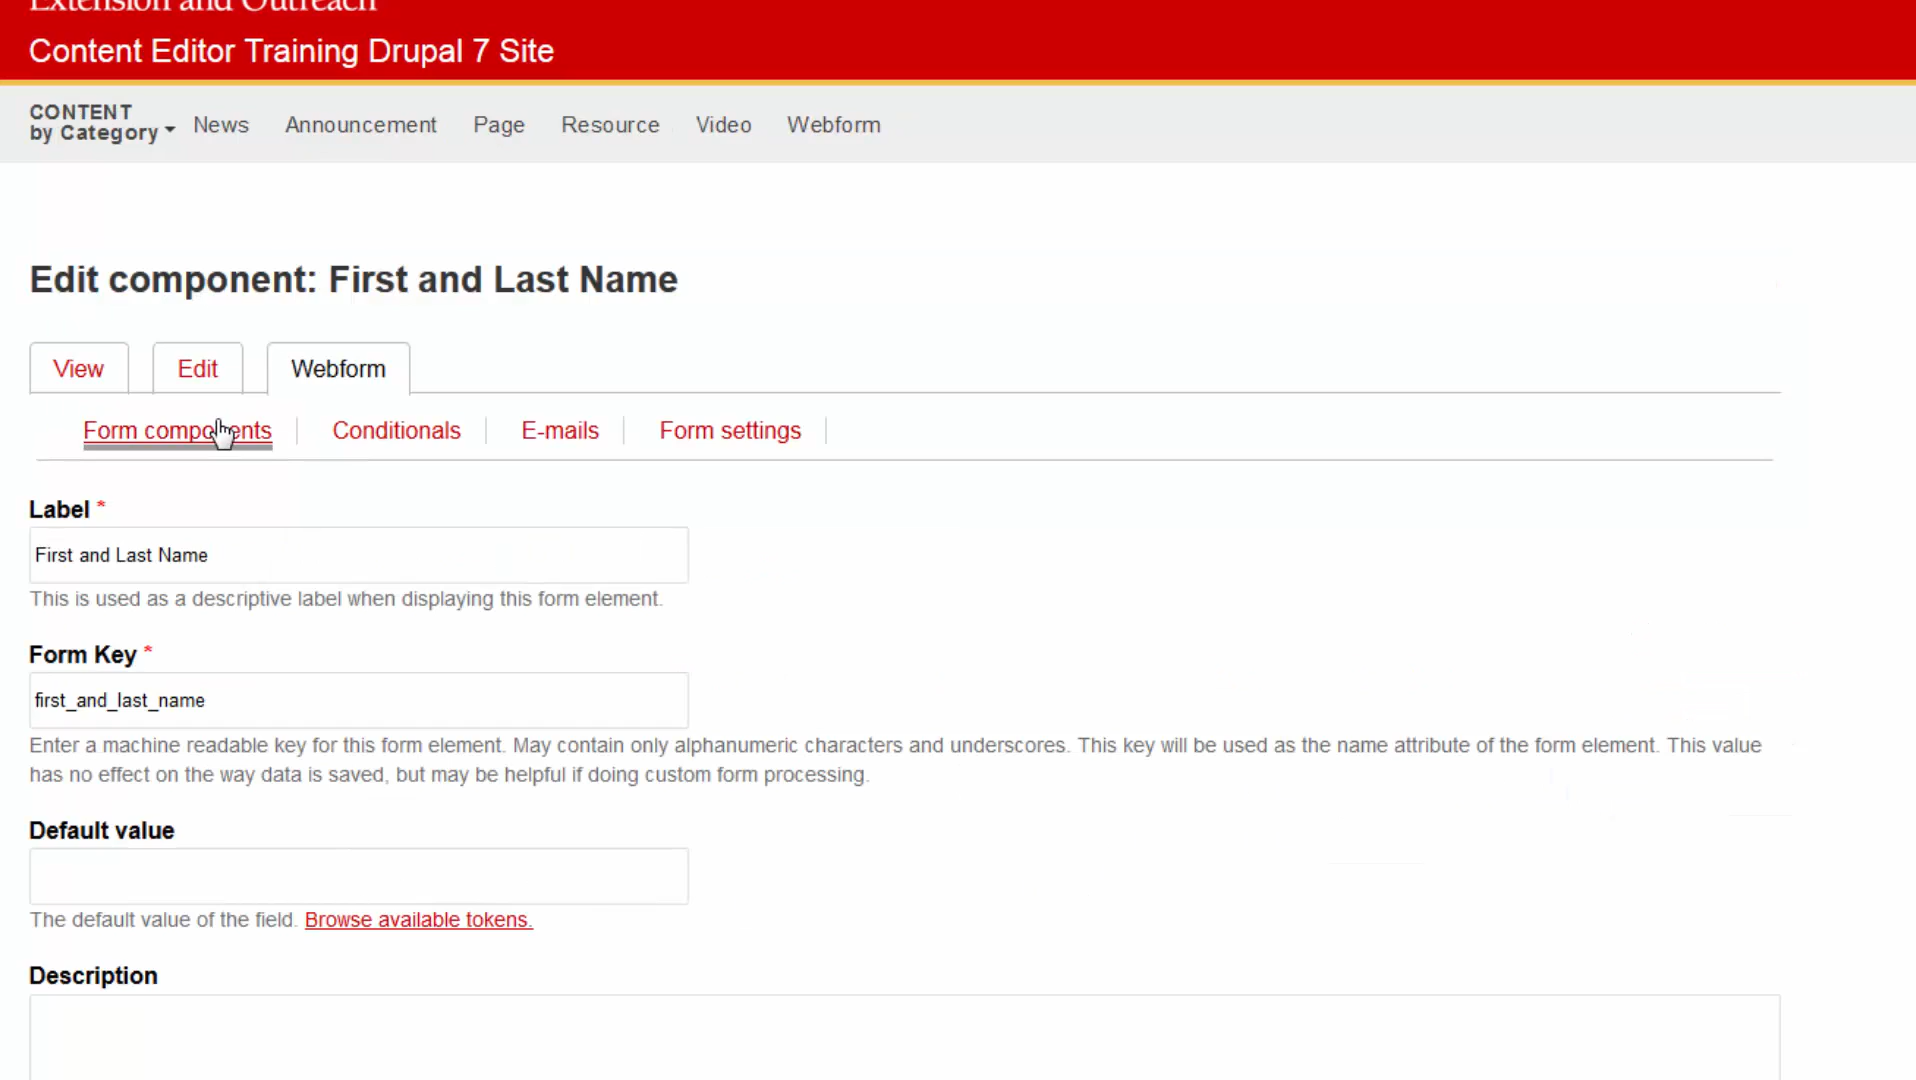 Extension and Outreach
Content Editor Training Drupal 7 Site
CONTENT
by Category
News
Announcement
Page
Resource
Video
Webform
Edit component: First and Last Name
View
Edit
Webform
Form components
Conditionals
E-mails
Form settings
Label *
First and Last Name
This is used as a descriptive label when displaying this form element.
Form Key *
first_and_last_name
Enter a machine readable key for this form element. May contain only alphanumeric characters and underscores. This key will be used as the name attribute of the form element. This value
has no effect on the way data is saved, but may be helpful if doing custom form processing.
Default value
The default value of the field. Browse available tokens.
Description